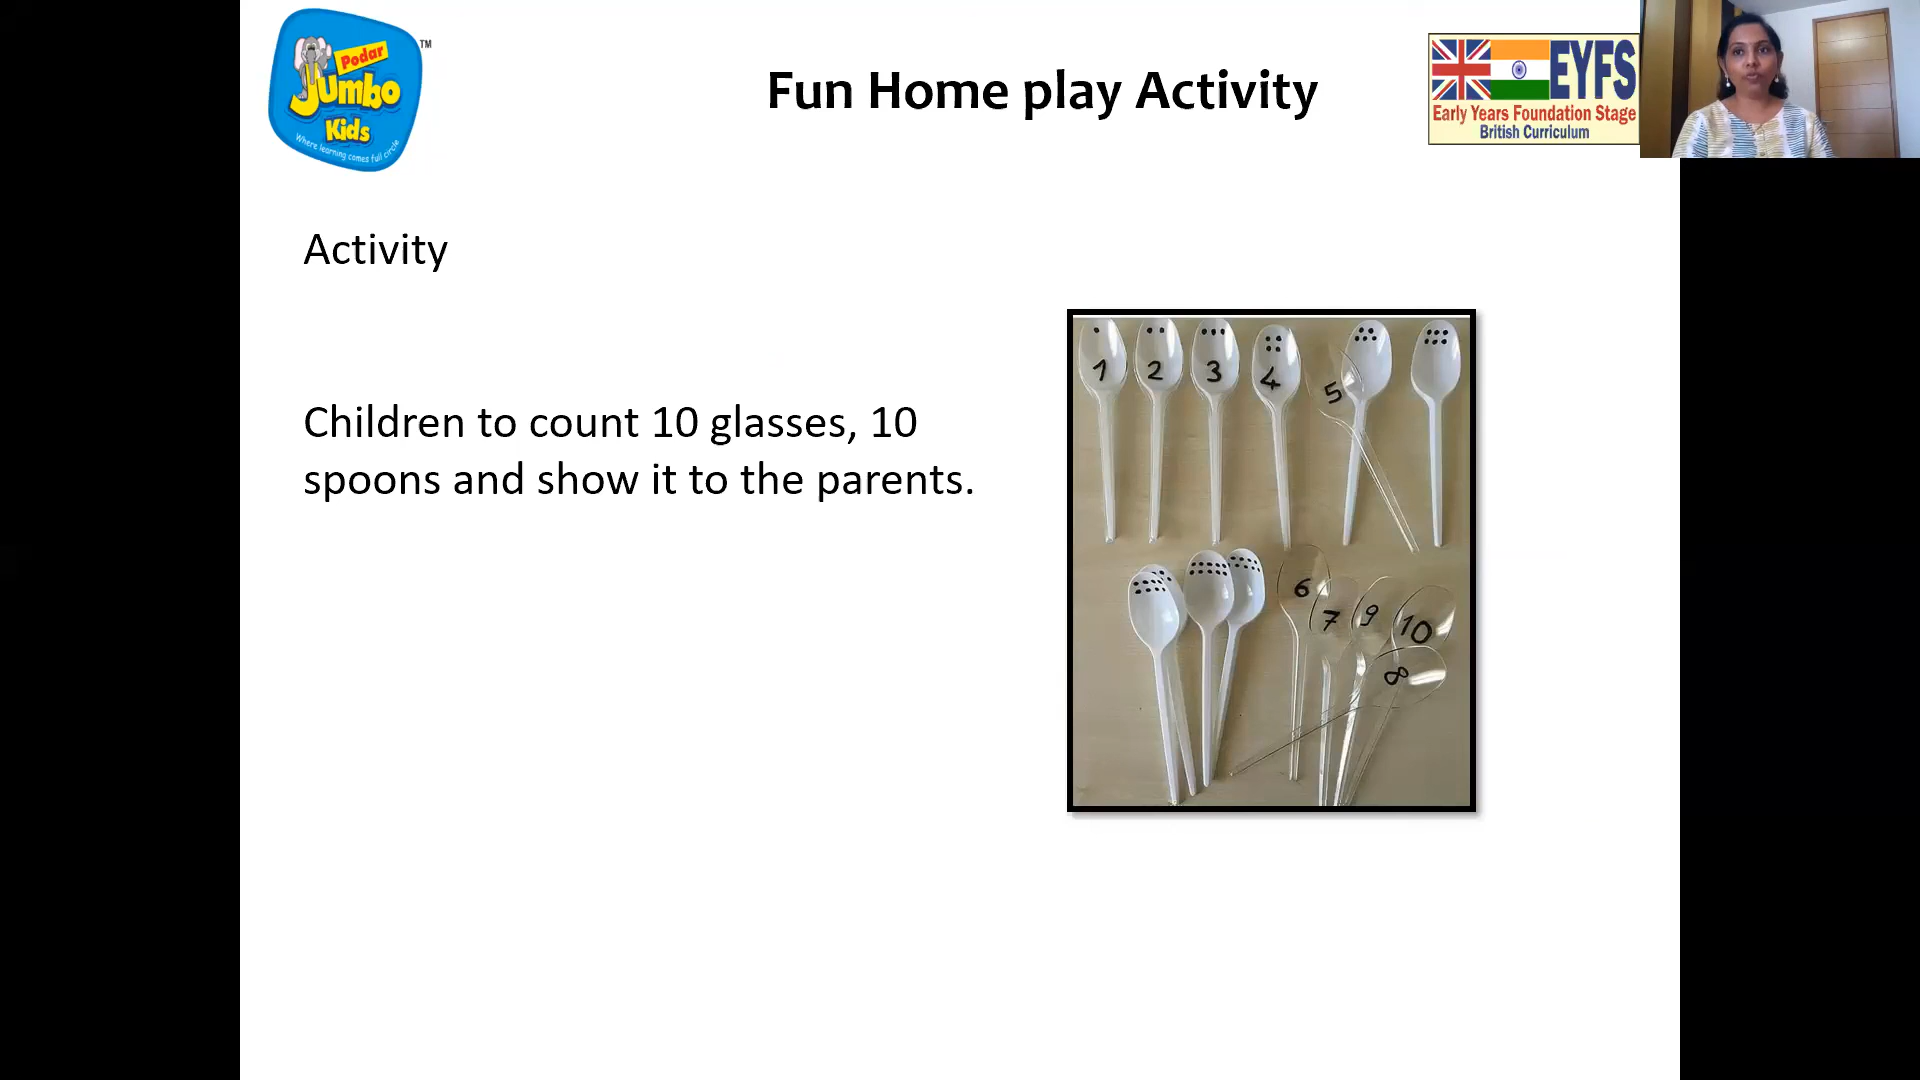 Podar
Jumbo
Kids
Where learning comes full circle
TM
Fun Home play Activity
EYFS
Early Years Foundation Stage
British Curriculum
Activity
Children to count 10 glasses, 10
spoons and show it to the parents.
1 2 3 4 5
6 7 9 10
8